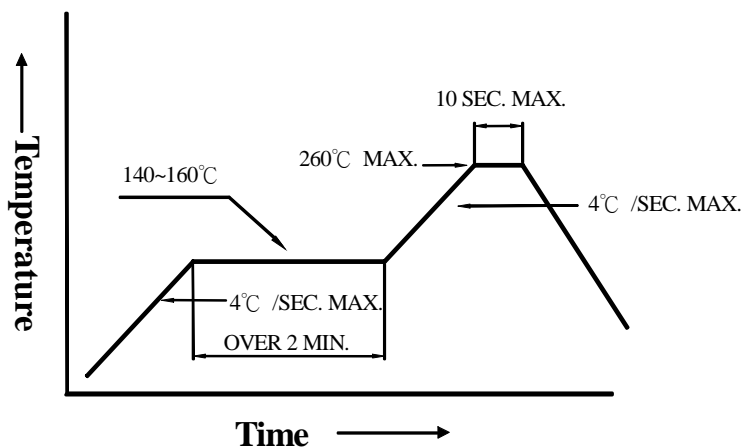 10 SEC. MAX.
260℃ MAX.
140~160℃
4℃ /SEC. MAX.
4℃ /SEC. MAX.
OVER 2 MIN.
Temperature
Time